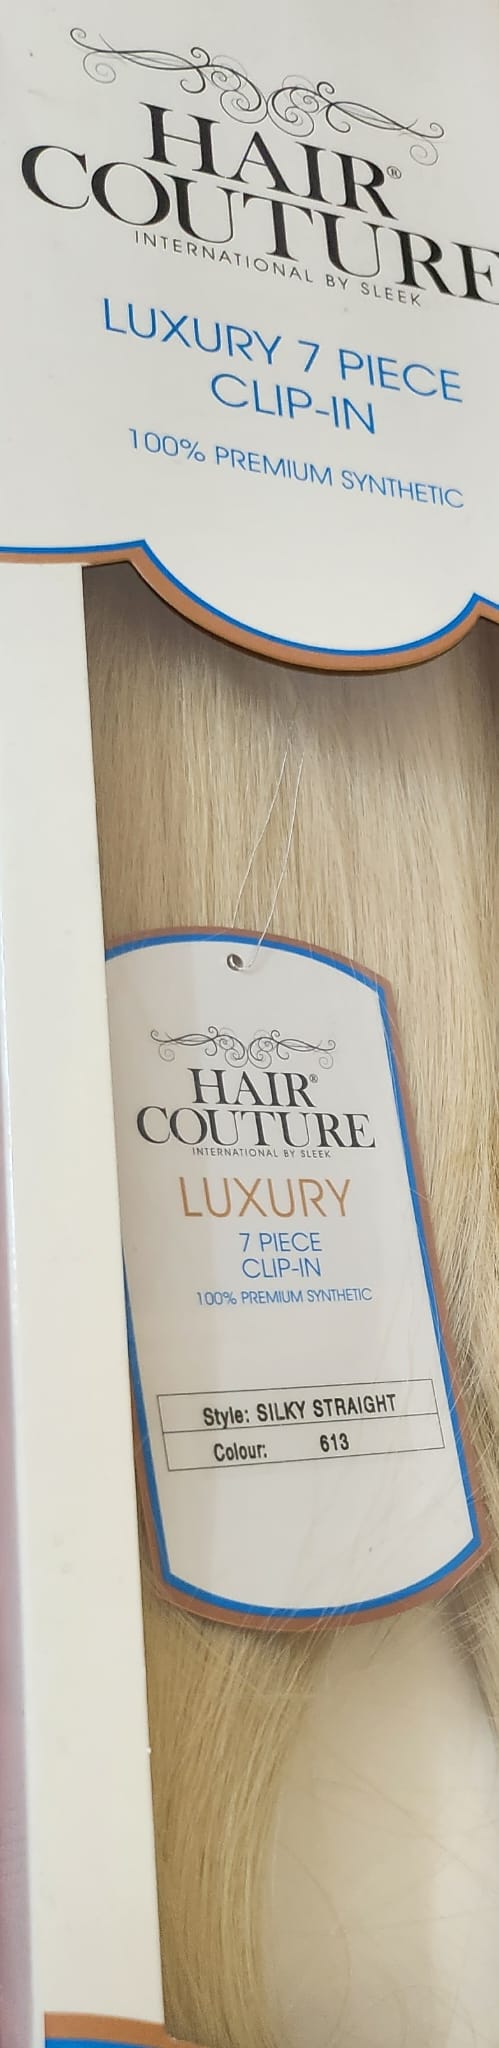 HAIR®
COUTURE
INTERNATIONAL BY SLEEK
LUXURY 7 PIECE
CLIP-IN
100% PREMIUM SYNTHETIC
HAIR®
COUTURE
INTERNATIONAL BY SLEEK
LUXURY
7 PIECE
CLIP-IN
100% PREMIUM SYNTHETIC
Style: SILKY STRAIGHT
Colour: 613